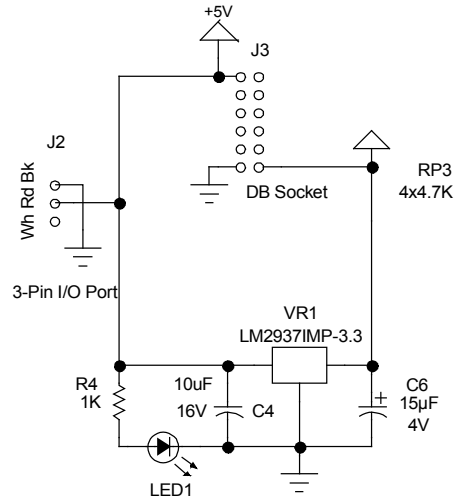 +5V
J3
J2
Wh Rd Bk
DB Socket
RP3
4x4.7K
3-Pin I/O Port
VR1
LM2937IMP-3.3
R4
1K
10uF
16V
C4
+
C6
15µF
4V
LED1